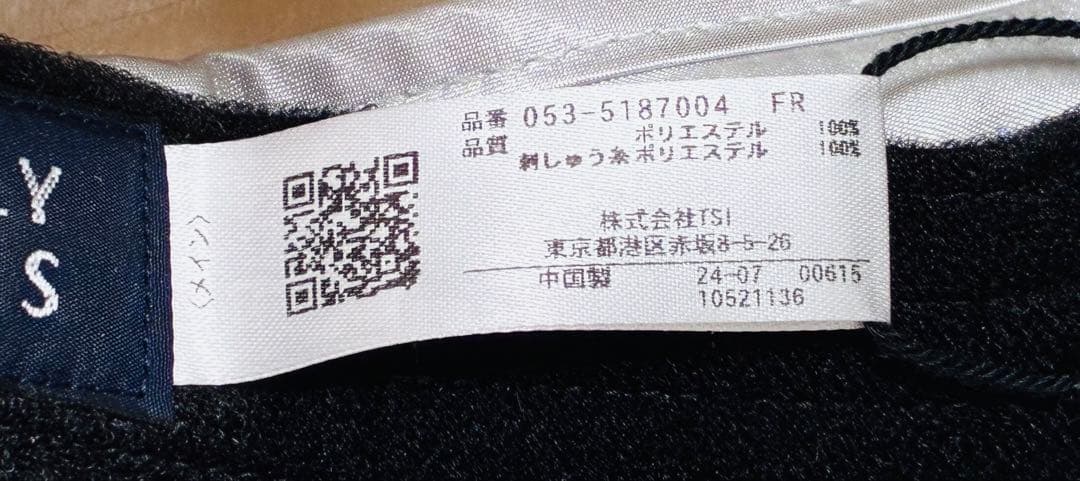 Y
S
(メイン)
品番 053-5187004 FR
品質 ポリエステル 100%
刺しゅう糸ポリエステル 100%
株式会社TSI
東京都港区赤坂8-5-26
中国製 24-07 00615
10521136